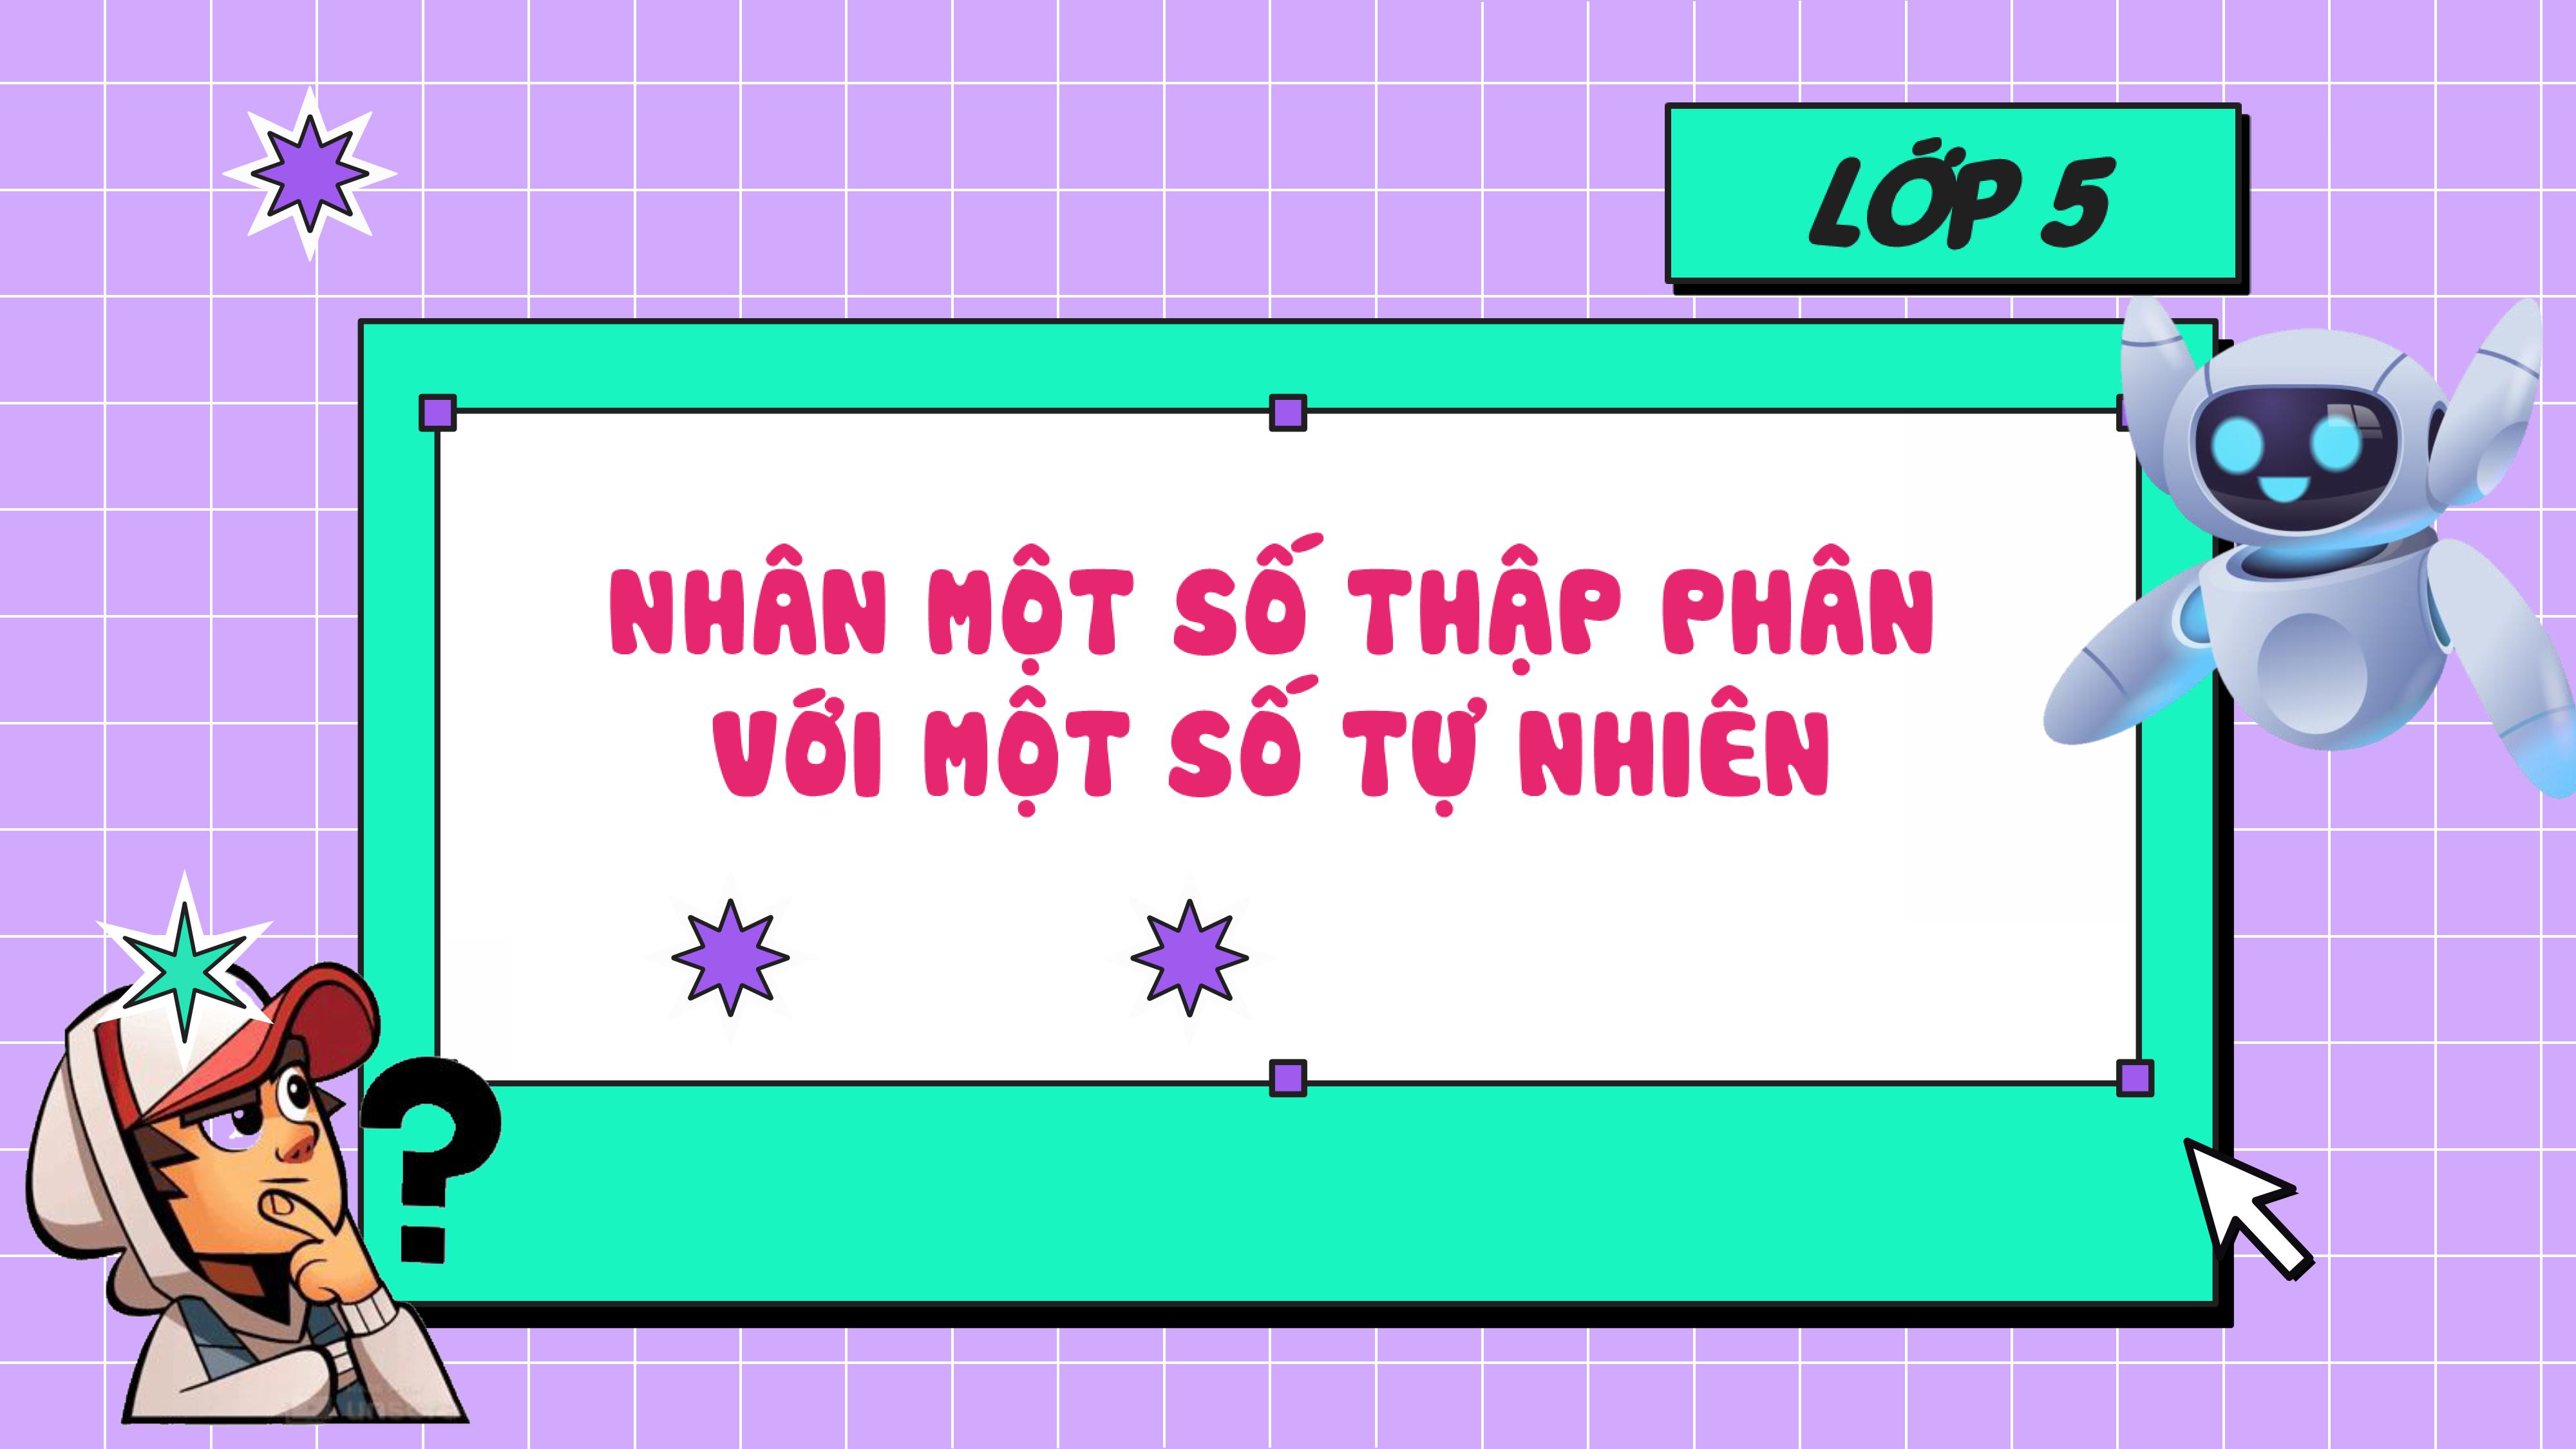 LỚP 5
NHÂN MỘT SỐ THẬP PHÂN
VỚI MỘT SỐ TỰ NHIÊN
?